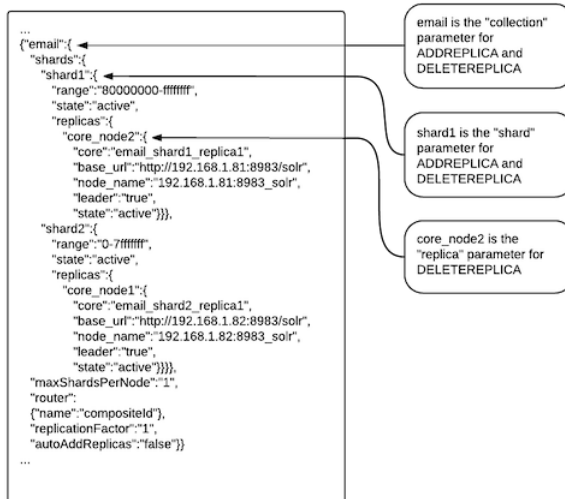 ...
{"email":{
"shards":{
"shard1":{
"range":"80000000-ffffffff",
"state":"active",
"replicas":{
"core_node2":{
"core":"email_shard1_replica1",
"base_url":"http://192.168.1.81:8983/solr",
"node_name":"192.168.1.81:8983_solr",
"leader":"true",
"state":"active"}}},
"shard2":{
"range":"0-7fffffff",
"state":"active",
"replicas":{
"core_node1":{
"core":"email_shard2_replica1",
"base_url":"http://192.168.1.82:8983/solr",
"node_name":"192.168.1.82:8983_solr",
"leader":"true",
"state":"active"}}}},
"maxShardsPerNode":"1",
"router":
{"name":"compositeId"},
"replicationFactor":"1",
"autoAddReplicas":"false"}}
...
email is the "collection"
parameter for
ADDREPLICA and
DELETEREPLICA
shard1 is the "shard"
parameter for
ADDREPLICA and
DELETEREPLICA
core_node2 is the
"replica" parameter for
DELETEREPLICA